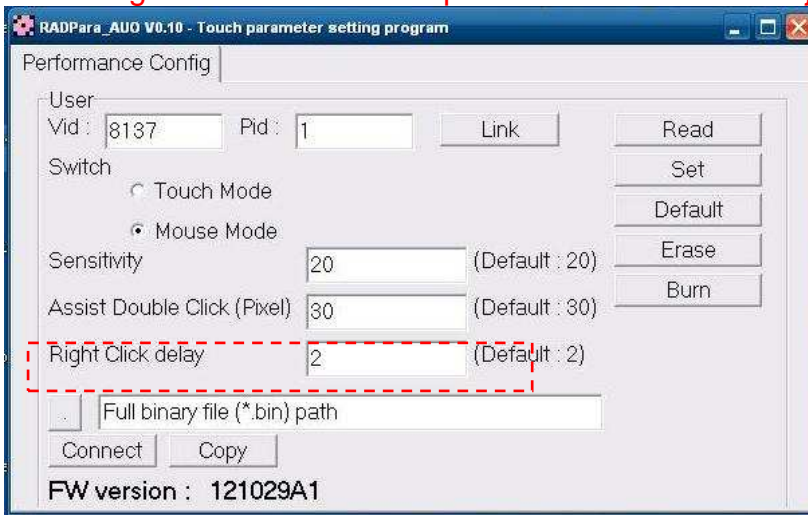 RADPara_AUO V0.10 - Touch parameter setting program
Performance Config
User
Vid : 8137 Pid : 1 Link Read
Switch Set
Touch Mode
Default
Mouse Mode
Sensitivity 20 (Default : 20) Erase
Burn
Assist Double Click (Pixel) 30 (Default : 30)
Right Click delay 2 (Default : 2)
. Full binary file (*.bin) path
Connect Copy
FW version : 121029A1